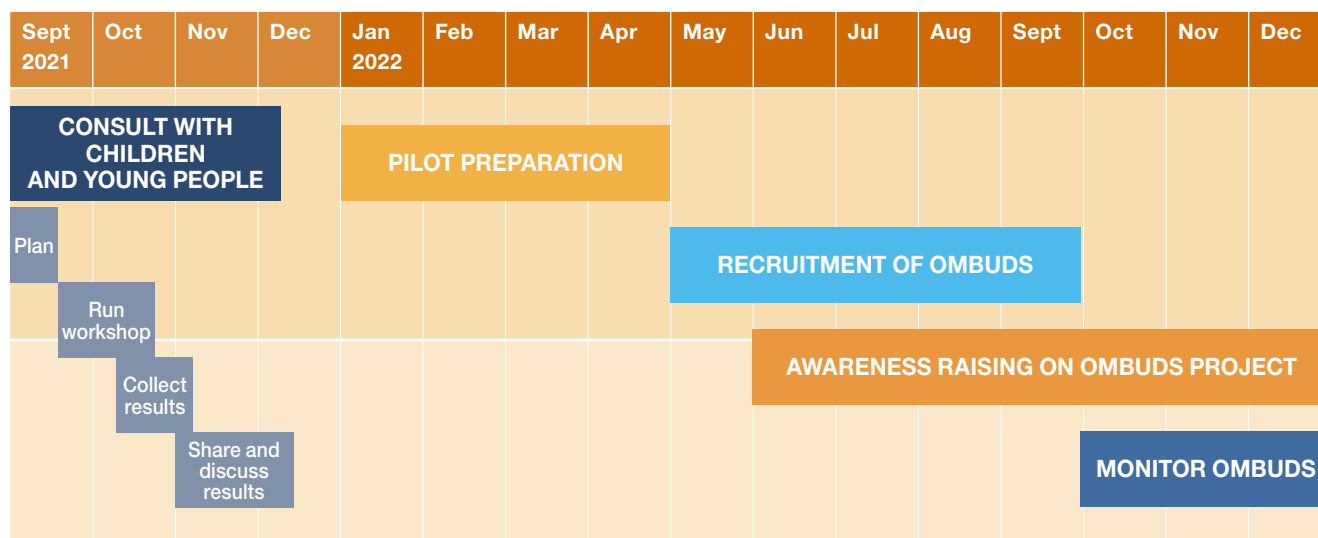 Sept Oct Nov Dec Jan Feb Mar Apr May Jun Jul Aug Sept Oct Nov Dec
2021 2022
CONSULT WITH
CHILDREN
AND YOUNG PEOPLE
PILOT PREPARATION
Plan
RECRUITMENT OF OMBUDS
Run
workshop
AWARENESS RAISING ON OMBUDS PROJECT
Collect
results
Share and
discuss
results
MONITOR OMBUDS